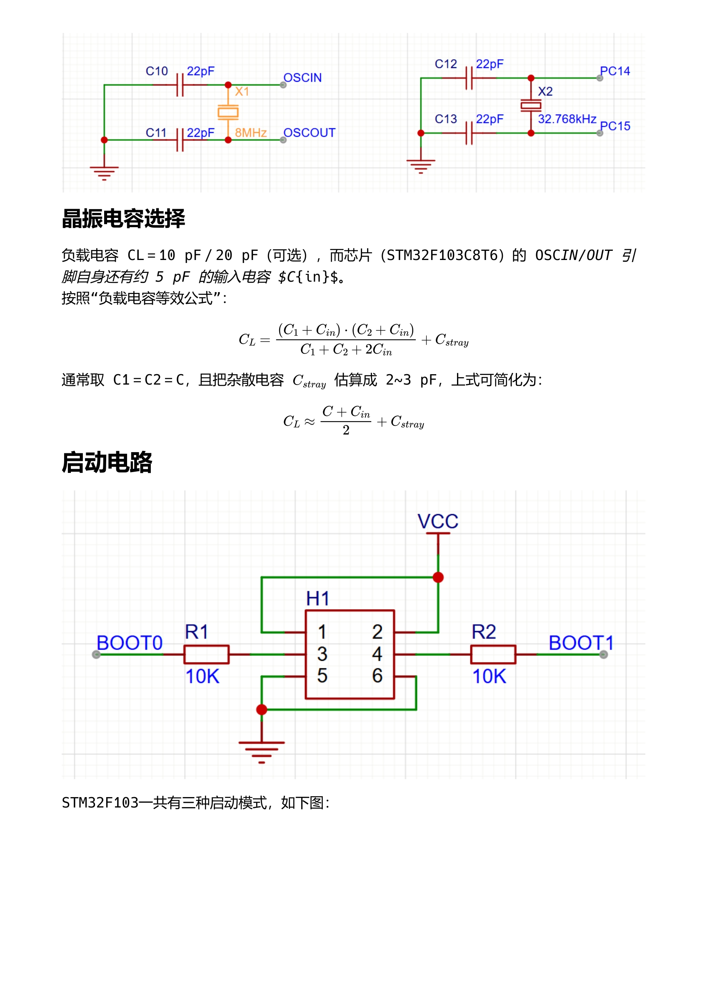 C10 22pF OSCIN
X1
C11 22pF 8MHz OSCOUT
C12 22pF PC14
X2
C13 22pF 32.768kHz PC15
晶振电容选择
负载电容 CL=10 pF/20 pF（可选），而芯片（STM32F103C8T6）的 OSCIN/OUT 引
脚自身还有约 5 pF 的输入电容 $C{in}$。
按照“负载电容等效公式”：
$C_L = \frac{(C_1 + C_{in}) \cdot (C_2 + C_{in})}{C_1 + C_2 + 2C_{in}} + C_{stray}$
通常取 C1=C2=C，且把杂散电容 $C_{stray}$ 估算成 2~3 pF，上式可简化为：
$C_L \approx \frac{C + C_{in}}{2} + C_{stray}$
启动电路
VCC
H1
BOOT0 R1 1 2 R2 BOOT1
3 4
10K 5 6 10K
STM32F103一共有三种启动模式，如下图：